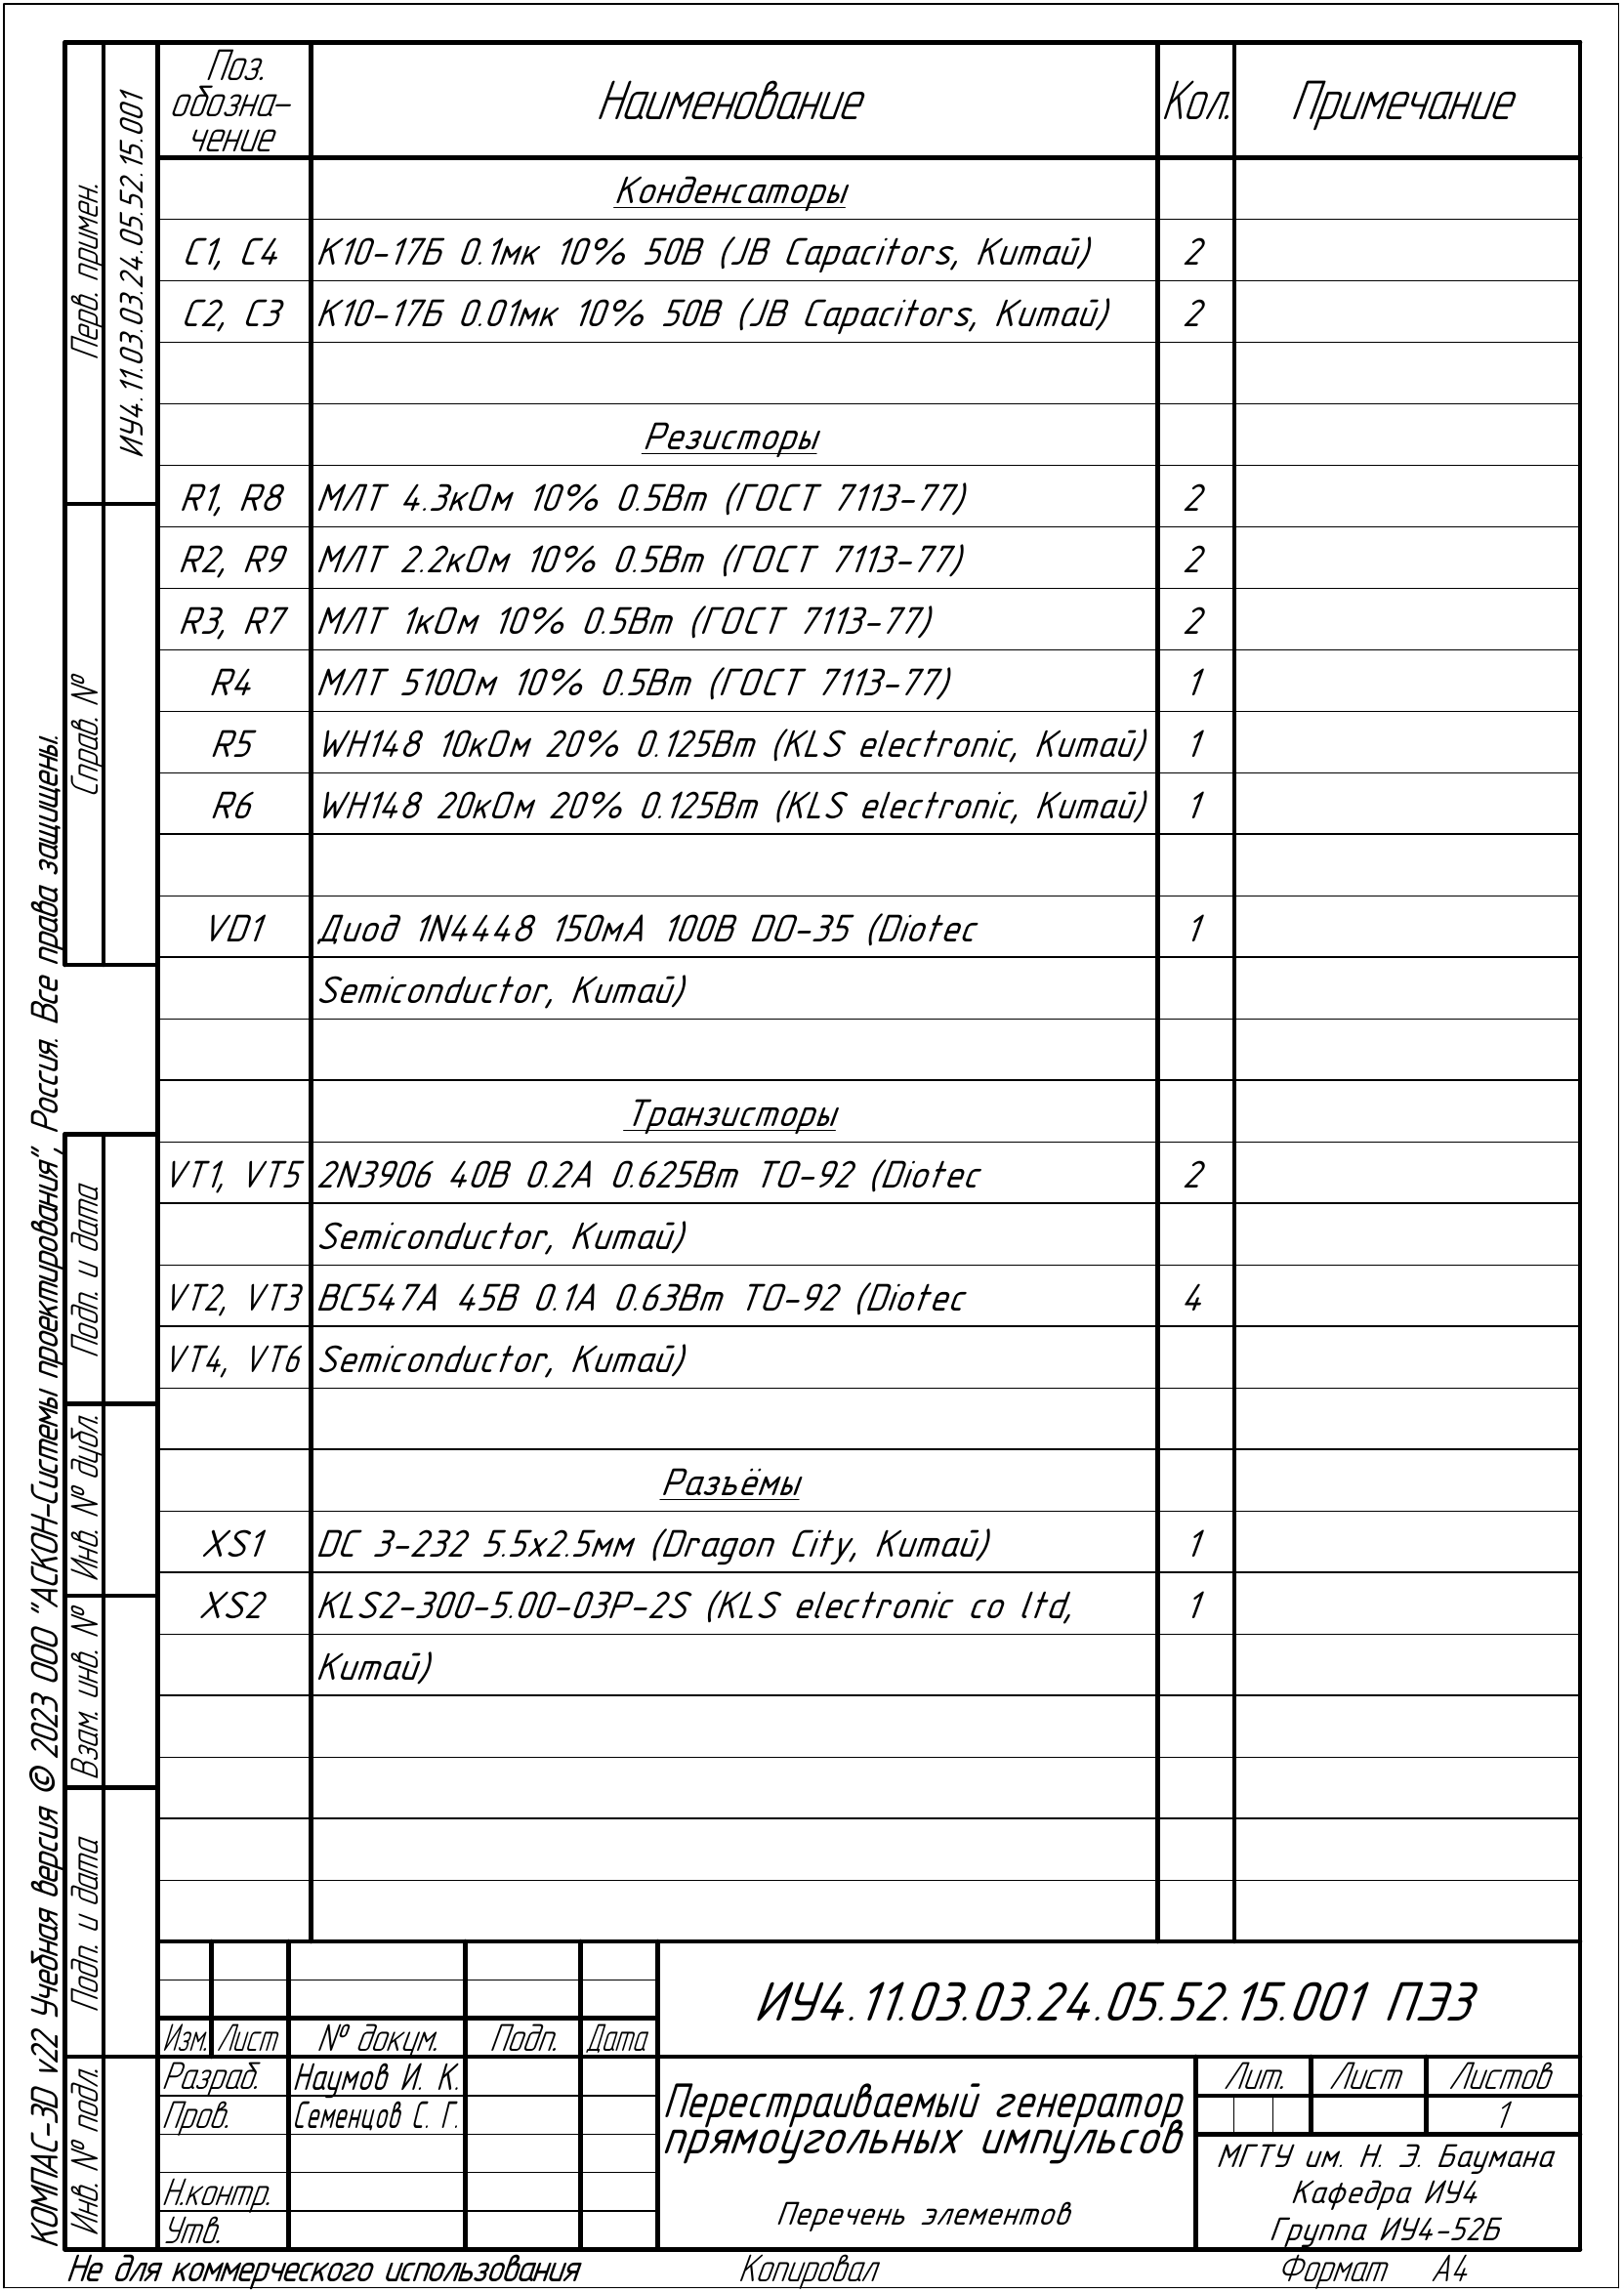 Поз. обозна-чение Наименование Кол. Примечание
Конденсаторы
С1, С4 К10-17Б 0.1мк 10% 50В (JB Capacitors, Китай) 2
С2, С3 К10-17Б 0.01мк 10% 50В (JB Capacitors, Китай) 2
Резисторы
R1, R8 МЛТ 4.3кОм 10% 0.5Вт (ГОСТ 7113-77) 2
R2, R9 МЛТ 2.2кОм 10% 0.5Вт (ГОСТ 7113-77) 2
R3, R7 МЛТ 1кОм 10% 0.5Вт (ГОСТ 7113-77) 2
R4 МЛТ 510Ом 10% 0.5Вт (ГОСТ 7113-77) 1
R5 WH148 10кОм 20% 0.125Вт (KLS electronic, Китай) 1
R6 WH148 20кОм 20% 0.125Вт (KLS electronic, Китай) 1
VD1 Диод 1N4448 150мА 100В DO-35 (Diotec 1
Semiconductor, Китай)
Транзисторы
VT1, VT5 2N3906 40В 0.2А 0.625Вт ТО-92 (Diotec 2
Semiconductor, Китай)
VT2, VT3 BC547A 45В 0.1А 0.63Вт ТО-92 (Diotec 4
VT4, VT6 Semiconductor, Китай)
Разъёмы
XS1 DC 3-232 5.5x2.5мм (Dragon City, Китай) 1
XS2 KLS2-300-5.00-03P-2S (KLS electronic co ltd, 1
Китай)
Перв. примен.
ИУ4.11.03.03.24.05.52.15.001
Справ. №
Подп. и дата
Инв. № дубл.
Взам. инв. №
Подп. и дата
Инв. № подл.
КОМПАС-3D v22 Учебная версия © 2023 ООО "АСКОН-Системы проектирования", Россия. Все права защищены.
ИУ4.11.03.03.24.05.52.15.001 ПЭ3
Изм. Лист № докум. Подп. Дата
Разраб. Наумов И. К.
Пров. Семенцов С. Г.
Н.контр.
Утв.
Перестраиваемый генератор
прямоугольных импульсов
Перечень элементов
Лит. Лист Листов
1
МГТУ им. Н. Э. Баумана
Кафедра ИУ4
Группа ИУ4-52Б
Не для коммерческого использования Копировал Формат А4